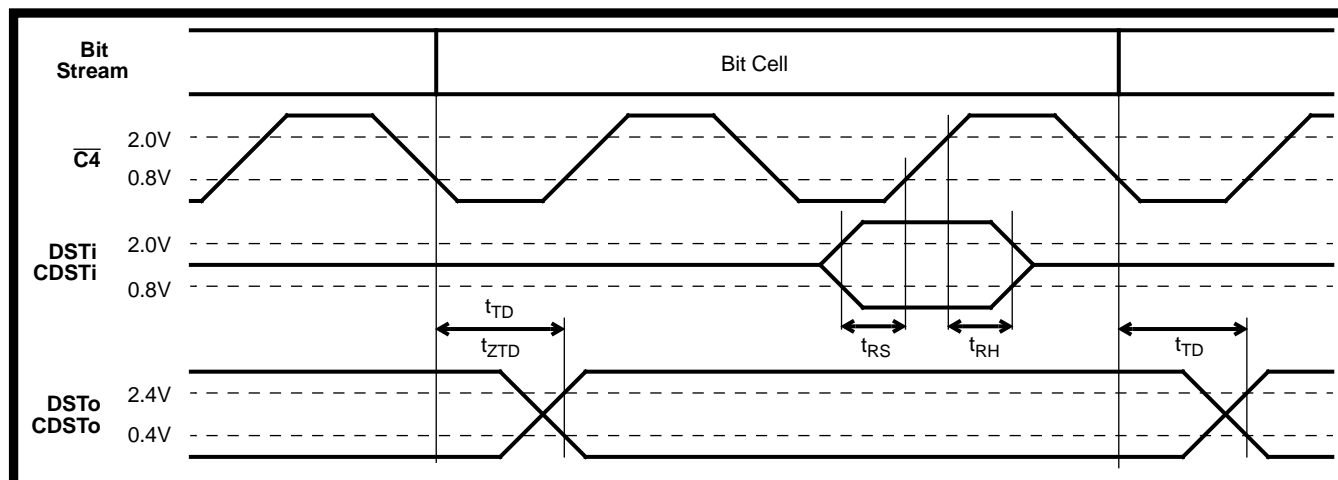 Bit
Stream
Bit Cell
C4
2.0V
0.8V
DSTi
CDSTi
2.0V
0.8V
tTD
tZTD
tRS
tRH
tTD
DSTo
CDSTo
2.4V
0.4V